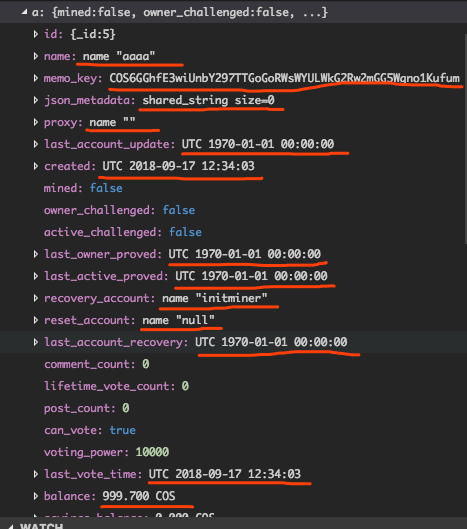 a: {mined:false, owner_challenged:false, ...}
id: {_id:5}
name: name "aaaa"
memo_key: COS6GGhfE3wiUnbY297TTGoGoRWsWYULWkG2Rw2mGG5Wqno1Kufum
json_metadata: shared_string size=0
proxy: name ""
last_account_update: UTC 1970-01-01 00:00:00
created: UTC 2018-09-17 12:34:03
mined: false
owner_challenged: false
active_challenged: false
last_owner_proved: UTC 1970-01-01 00:00:00
last_active_proved: UTC 1970-01-01 00:00:00
recovery_account: name "initminer"
reset_account: name "null"
last_account_recovery: UTC 1970-01-01 00:00:00
comment_count: 0
lifetime_vote_count: 0
post_count: 0
can_vote: true
voting_power: 10000
last_vote_time: UTC 2018-09-17 12:34:03
balance: 999.700 COS
savings_balance: 0.000 COS
WATCH